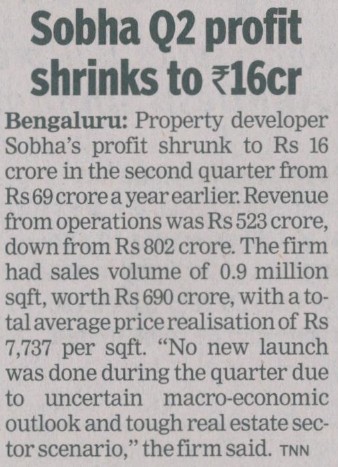 Sobha Q2 profit
shrinks to ₹16cr
Bengaluru: Property developer
Sobha's profit shrunk to Rs 16
crore in the second quarter from
Rs 69 crore a year earlier. Revenue
from operations was Rs 523 crore,
down from Rs 802 crore. The firm
had sales volume of 0.9 million
sqft, worth Rs 690 crore, with a to-
tal average price realisation of Rs
7,737 per sqft. “No new launch
was done during the quarter due
to uncertain macro-economic
outlook and tough real estate sec-
tor scenario,” the firm said. TNN